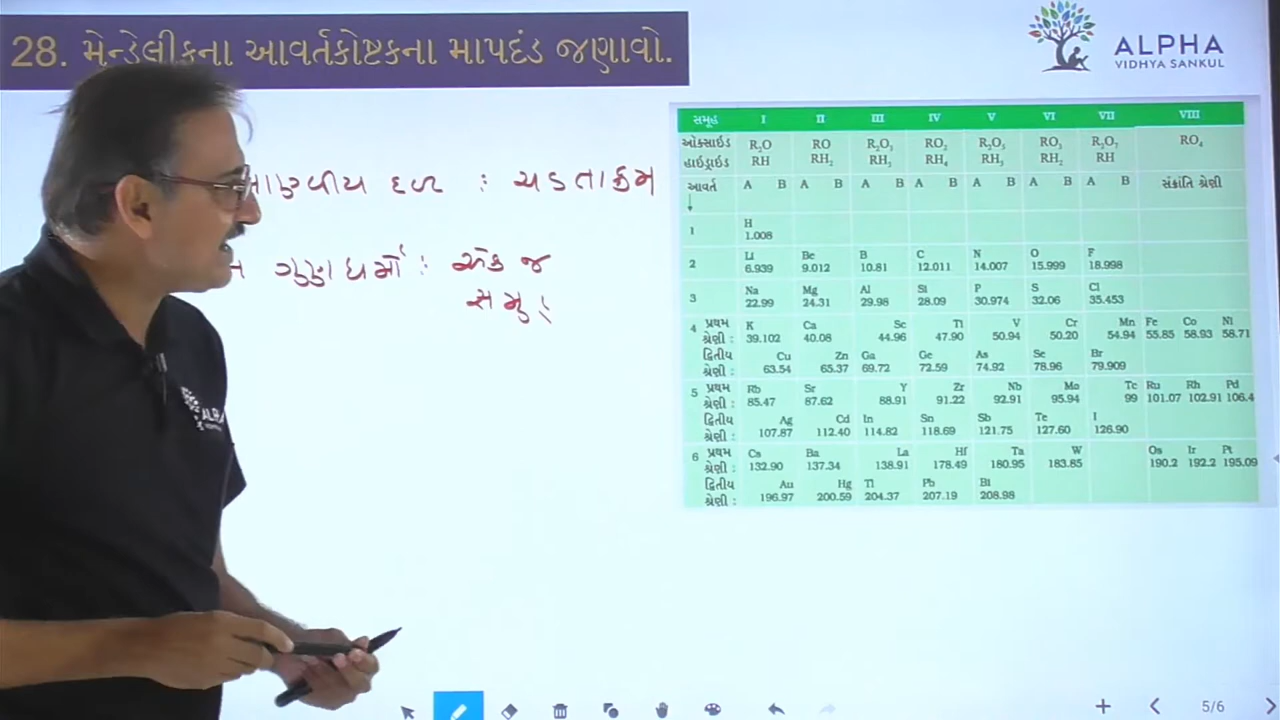 28. મેન્ડેલીફના આવર્તકોષ્ટકના માપદંડ જણાવો.
ALPHA
VIDHYA SANKUL
દળ : ચડતાક્રમ
ગુણધર્મો : એક જ
સમુહ
સમૂહ I II III IV V VI VII VIII
ઓક્સાઇડ R₂O RO R₂O₃ RO₂ R₂O₅ RO₃ R₂O₇ RO₄
હાઇડ્રાઇડ RH RH₂ RH₃ RH₄ RH₃ RH₂ RH
આવર્ત A B A B A B A B A B A B A B સંક્રાંતિ શ્રેણી
↓
1 H
1.008
2 Li Be B C N O F
6.939 9.012 10.81 12.011 14.007 15.999 18.998
3 Na Mg Al Si P S Cl
22.99 24.31 29.98 28.09 30.974 32.06 35.453
4 પ્રથમ K Ca Sc Ti V Cr Mn Fe Co Ni
શ્રેણી : 39.102 40.08 44.96 47.90 50.94 50.20 54.94 55.85 58.93 58.71
દ્વિતીય Cu Zn Ga Ge As Se Br
શ્રેણી : 63.54 65.37 69.72 72.59 74.92 78.96 79.909
5 પ્રથમ Rb Sr Y Zr Nb Mo Tc Ru Rh Pd
શ્રેણી : 85.47 87.62 88.91 91.22 92.91 95.94 99 101.07 102.91 106.4
દ્વિતીય Ag Cd In Sn Sb Te I
શ્રેણી : 107.87 112.40 114.82 118.69 121.75 127.60 126.90
6 પ્રથમ Cs Ba La Hf Ta W Os Ir Pt
શ્રેણી : 132.90 137.34 138.91 178.49 180.95 183.85 190.2 192.2 195.09
દ્વિતીય Au Hg Tl Pb Bi
શ્રેણી : 196.97 200.59 204.37 207.19 208.98
ALPH
5/6